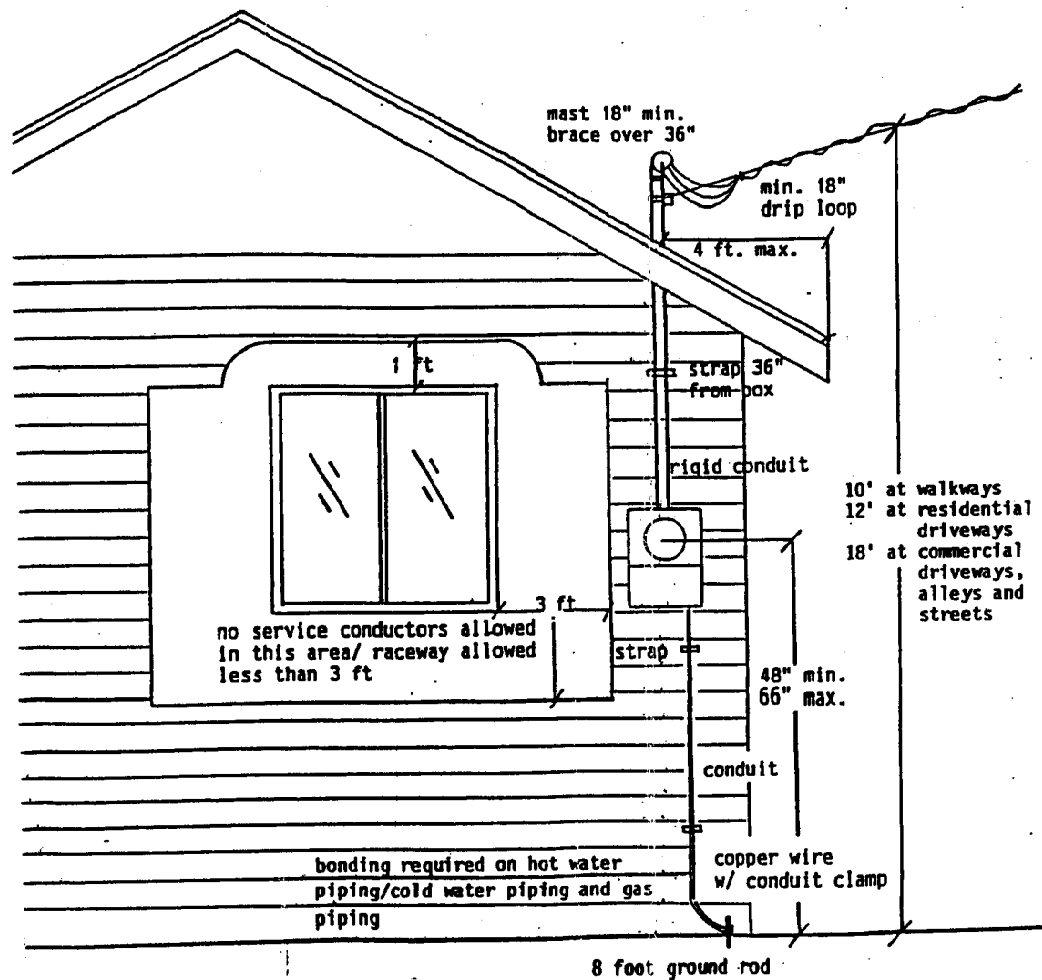 mast 18" min.
brace over 36"
min. 18"
drip loop
4 ft. max.
1 ft
strap 36"
from box
rigid conduit
10' at walkways
12' at residential
driveways
18' at commercial
driveways,
alleys and
streets
3 ft
no service conductors allowed
in this area/ raceway allowed
less than 3 ft
strap
48" min.
66" max.
conduit
bonding required on hot water
piping/cold water piping and gas
piping
copper wire
w/ conduit clamp
8 foot ground rod